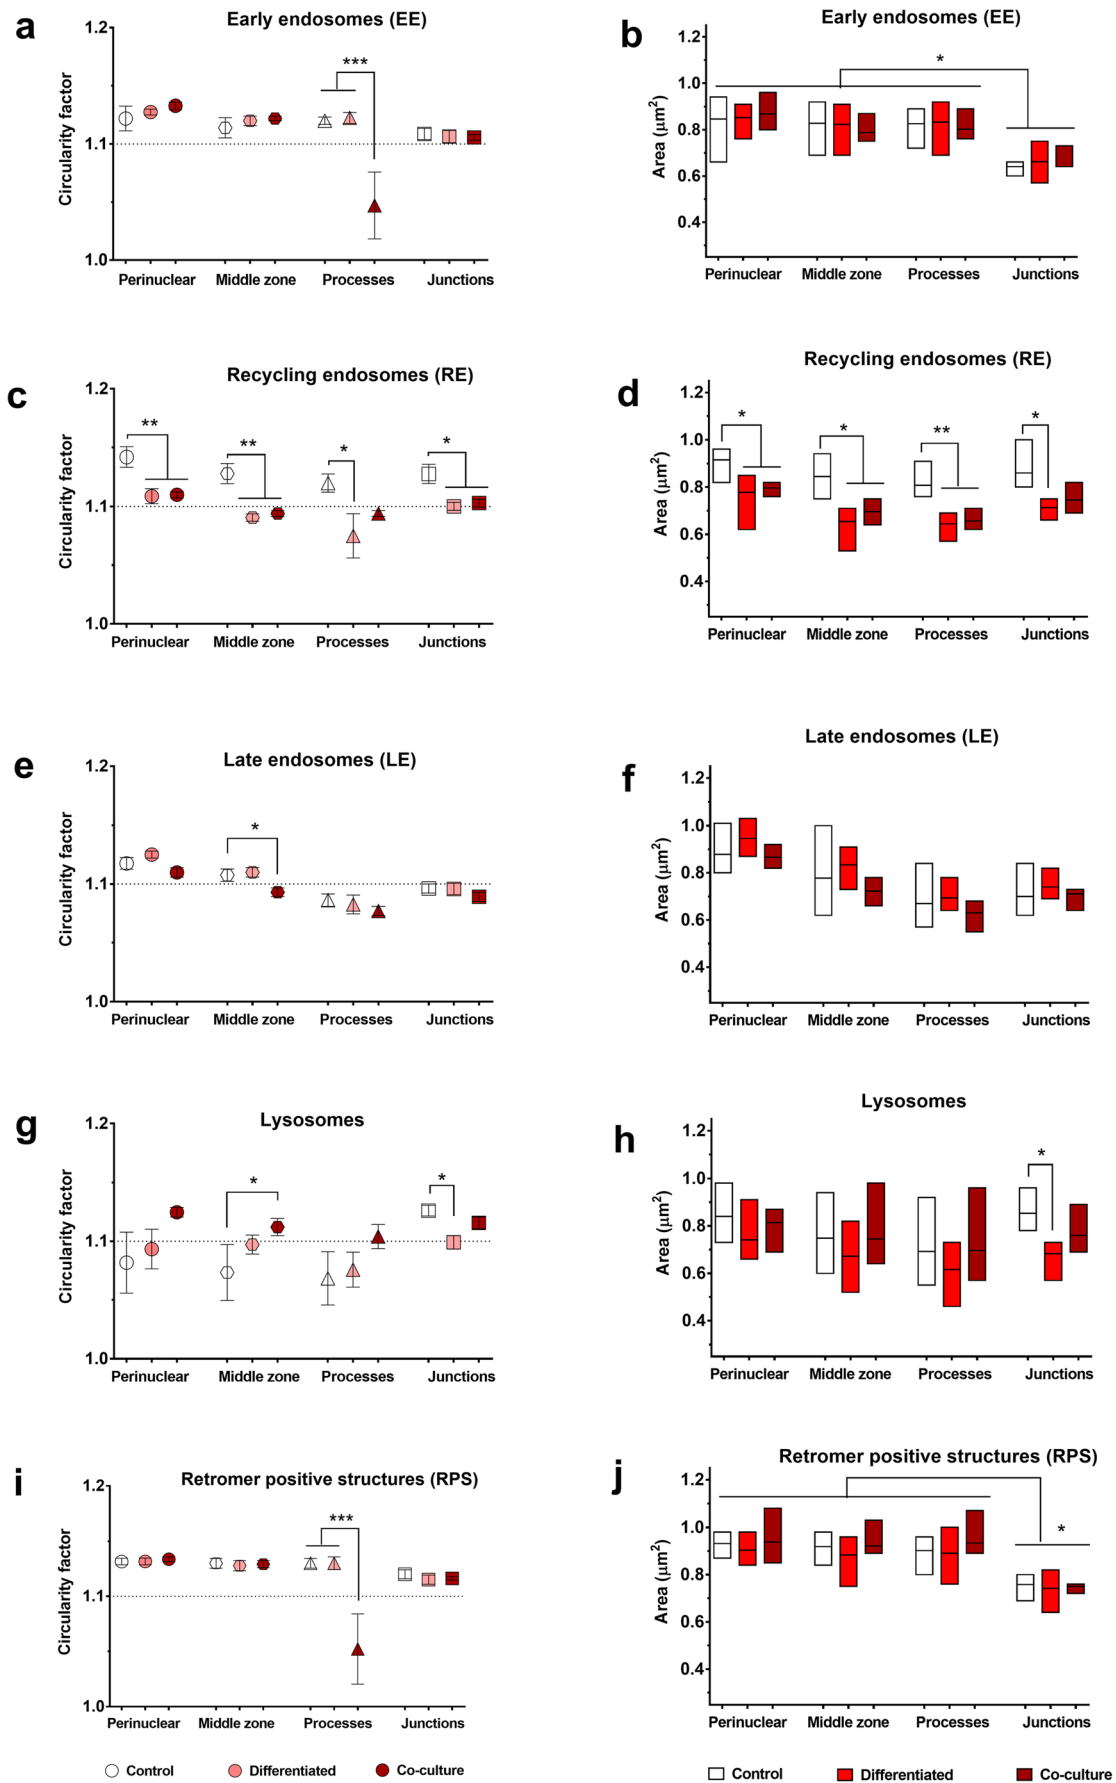 a
Early endosomes (EE)
1.2
1.1
1.0
Circularity factor
***
Perinuclear Middle zone Processes Junctions
b
Early endosomes (EE)
1.2
1.0
0.8
0.6
0.4
Area (μm²)
*
Perinuclear Middle zone Processes Junctions
c
Recycling endosomes (RE)
1.2
1.1
1.0
Circularity factor
** ** * *
Perinuclear Middle zone Processes Junctions
d
Recycling endosomes (RE)
1.2
1.0
0.8
0.6
0.4
Area (μm²)
* * ** *
Perinuclear Middle zone Processes Junctions
e
Late endosomes (LE)
1.2
1.1
1.0
Circularity factor
*
Perinuclear Middle zone Processes Junctions
f
Late endosomes (LE)
1.2
1.0
0.8
0.6
0.4
Area (μm²)
Perinuclear Middle zone Processes Junctions
g
Lysosomes
1.2
1.1
1.0
Circularity factor
* *
Perinuclear Middle zone Processes Junctions
h
Lysosomes
1.2
1.0
0.8
0.6
0.4
Area (μm²)
*
Perinuclear Middle zone Processes Junctions
i
Retromer positive structures (RPS)
1.2
1.1
1.0
Circularity factor
***
Perinuclear Middle zone Processes Junctions
j
Retromer positive structures (RPS)
1.2
1.0
0.8
0.6
0.4
Area (μm²)
*
Perinuclear Middle zone Processes Junctions
Control Differentiated Co-culture
Control Differentiated Co-culture